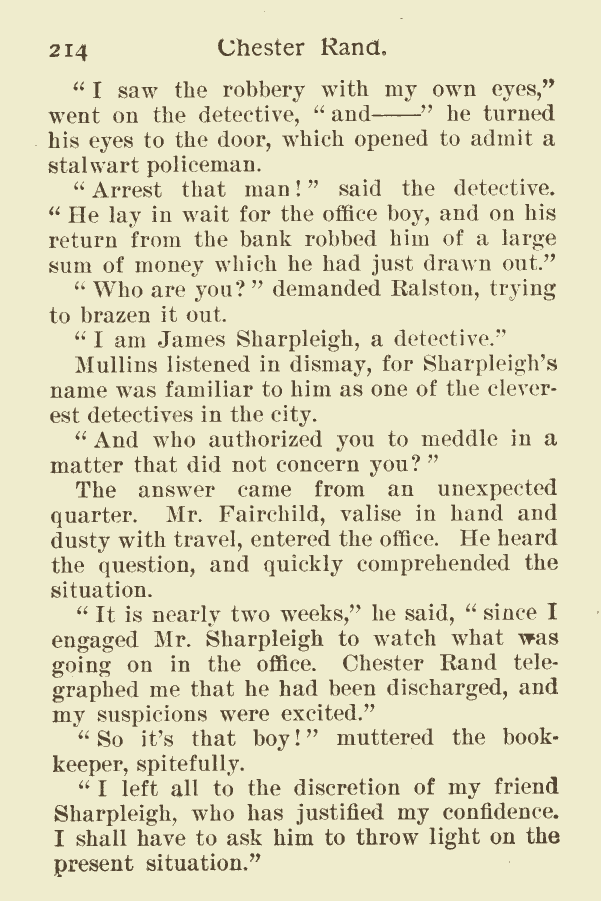 214 Chester Rand.
“ I saw the robbery with my own eyes,”
went on the detective, “ and——” he turned
his eyes to the door, which opened to admit a
stalwart policeman.
“ Arrest that man! ” said the detective.
“ He lay in wait for the office boy, and on his
return from the bank robbed him of a large
sum of money which he had just drawn out.”
“ Who are you? ” demanded Ralston, trying
to brazen it out.
“ I am James Sharpleigh, a detective.”
Mullins listened in dismay, for Sharpleigh’s
name was familiar to him as one of the clever-
est detectives in the city.
“ And who authorized you to meddle in a
matter that did not concern you? ”
The answer came from an unexpected
quarter. Mr. Fairchild, valise in hand and
dusty with travel, entered the office. He heard
the question, and quickly comprehended the
situation.
“ It is nearly two weeks,” he said, “ since I
engaged Mr. Sharpleigh to watch what was
going on in the office. Chester Rand tele-
graphed me that he had been discharged, and
my suspicions were excited.”
“ So it’s that boy! ” muttered the book-
keeper, spitefully.
“ I left all to the discretion of my friend
Sharpleigh, who has justified my confidence.
I shall have to ask him to throw light on the
present situation.”